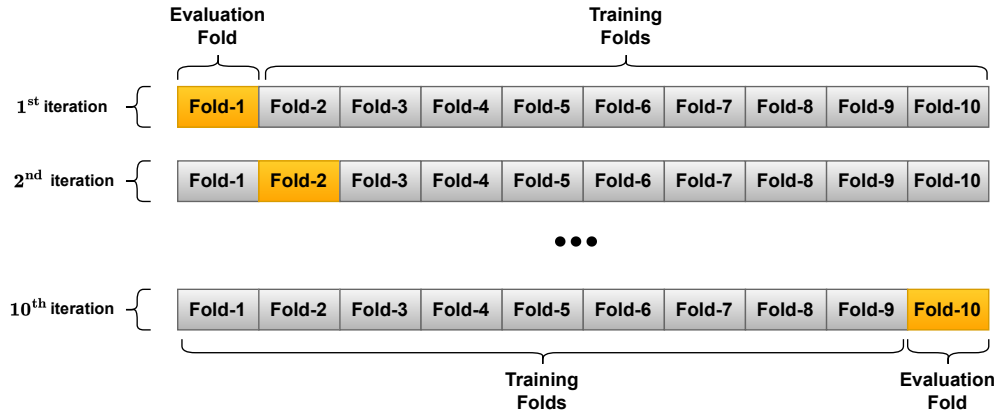 Evaluation
Fold
Training
Folds
1st iteration
Fold-1 Fold-2 Fold-3 Fold-4 Fold-5 Fold-6 Fold-7 Fold-8 Fold-9 Fold-10
2nd iteration
Fold-1 Fold-2 Fold-3 Fold-4 Fold-5 Fold-6 Fold-7 Fold-8 Fold-9 Fold-10
•••
10th iteration
Fold-1 Fold-2 Fold-3 Fold-4 Fold-5 Fold-6 Fold-7 Fold-8 Fold-9 Fold-10
Training
Folds
Evaluation
Fold